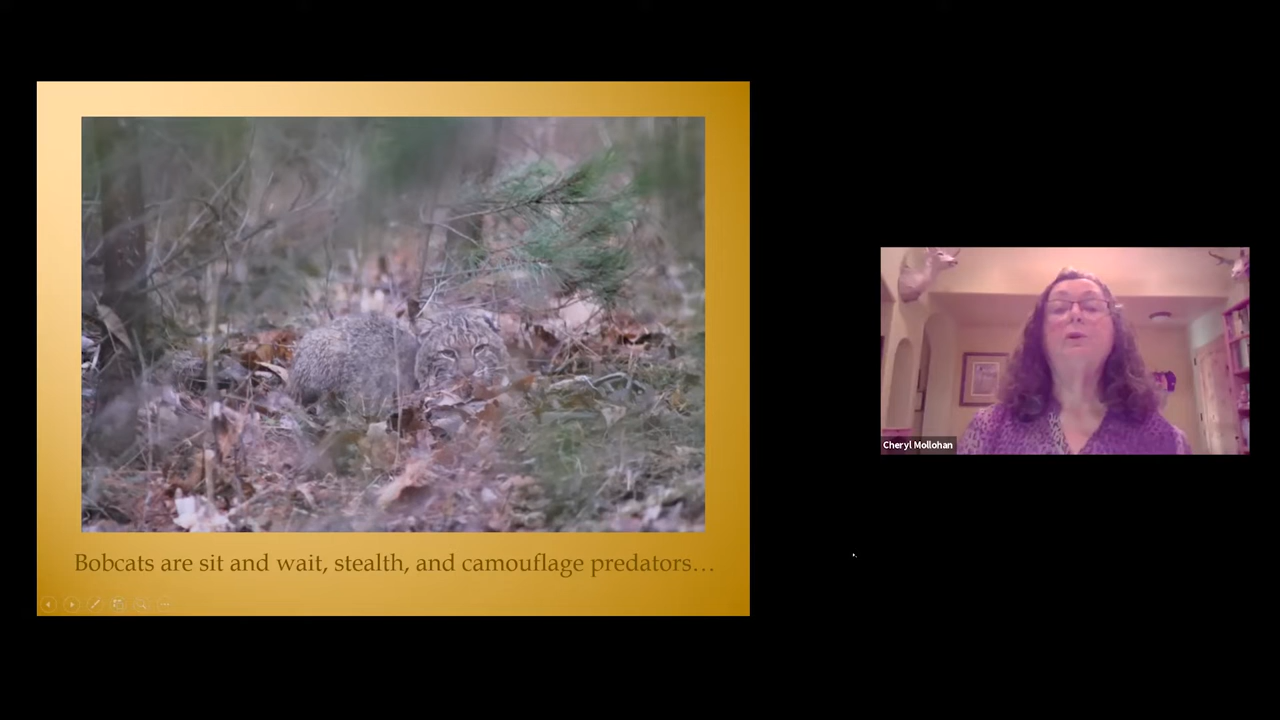 Bobcats are sit and wait, stealth, and camouflage predators…
Cheryl Mollohan